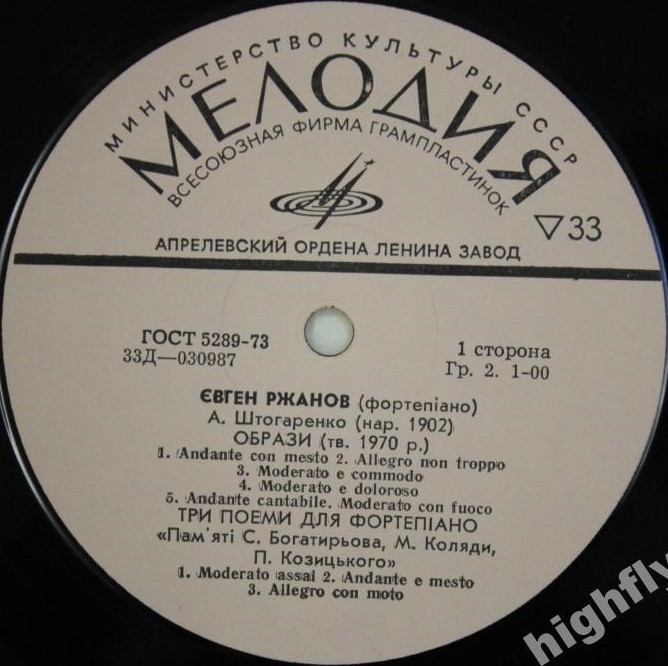 МИНИСТЕРСТВО КУЛЬТУРЫ СССР
МЕЛОДИЯ
ВСЕСОЮЗНАЯ ФИРМА ГРАМПЛАСТИНОК
▽33
АПРЕЛЕВСКИЙ ОРДЕНА ЛЕНИНА ЗАВОД
ГОСТ 5289-73
33Д—030987
1 сторона
Гр. 2. 1-00
ЄВГЕН РЖАНОВ (фортепіано)
А. Штогаренко (нар. 1902)
ОБРАЗИ (тв. 1970 р.)
1. Andante con mesto 2. Allegro non troppo
3. Moderato e commodo
4. Moderato e doloroso
5. Andante cantabile. Moderato con fuoco
ТРИ ПОЕМИ ДЛЯ ФОРТЕПІАНО
«Пам'яті С. Богатирьова, М. Коляди,
П. Козицького»
1. Moderato assai 2. Andante e mesto
3. Allegro con moto
highfly